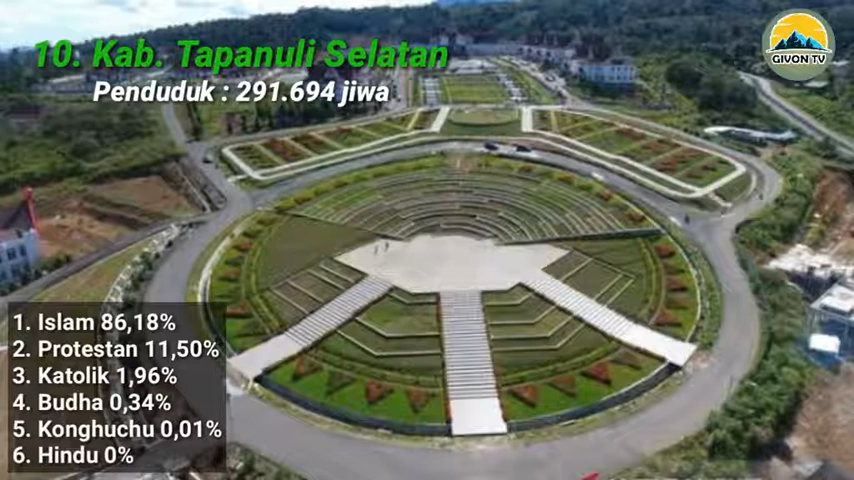 10. Kab. Tapanuli Selatan
Penduduk : 291.694 jiwa
GIVON TV
1. Islam 86,18%
2. Protestan 11,50%
3. Katolik 1,96%
4. Budha 0,34%
5. Konghuchu 0,01%
6. Hindu 0%